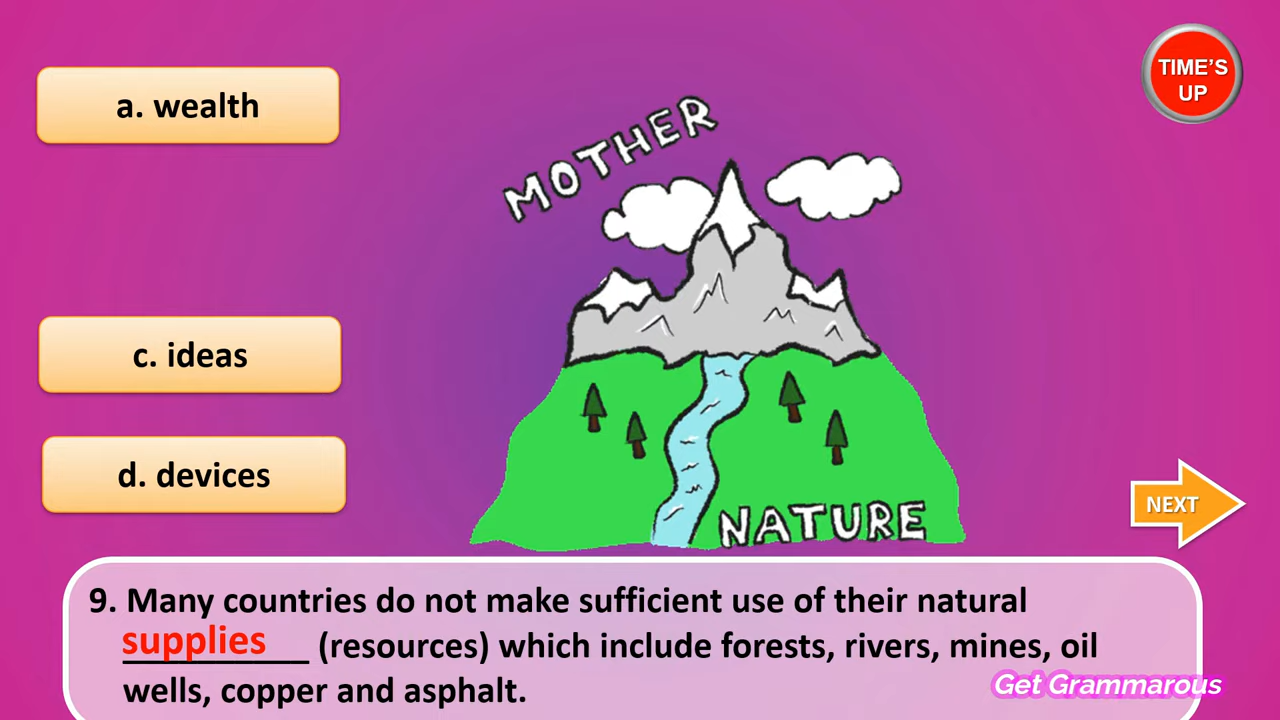 TIME'S
UP
a. wealth
MOTHER
c. ideas
d. devices
NEXT
NATURE
9. Many countries do not make sufficient use of their natural
supplies (resources) which include forests, rivers, mines, oil
wells, copper and asphalt.
Get Grammarous